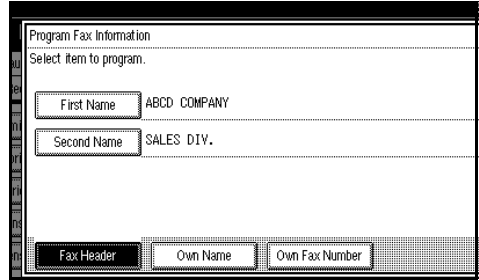 Program Fax Information
Select item to program.
First Name ABCD COMPANY
Second Name SALES DIV.
Fax Header Own Name Own Fax Number